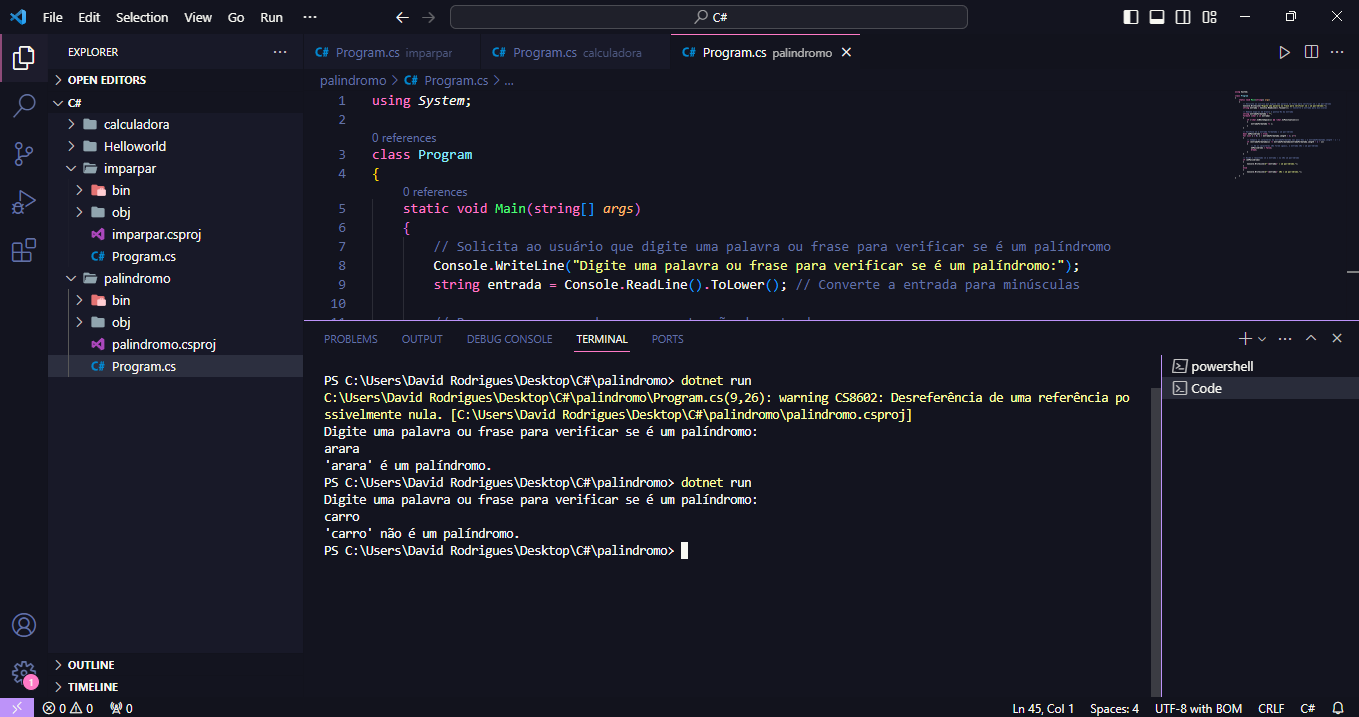 File Edit Selection View Go Run ··· C#
EXPLORER ···
OPEN EDITORS
C#
calculadora
Helloworld
imparpar
bin
obj
imparpar.csproj
C# Program.cs
palindromo
bin
obj
palindromo.csproj
C# Program.cs
OUTLINE
TIMELINE
1
C# Program.cs imparpar C# Program.cs calculadora C# Program.cs palindromo
palindromo > C# Program.cs > ...
1 using System;
2
0 references
3 class Program
4 {
0 references
5 static void Main(string[] args)
6 {
7 // Solicita ao usuário que digite uma palavra ou frase para verificar se é um palíndromo
8 Console.WriteLine("Digite uma palavra ou frase para verificar se é um palíndromo:");
9 string entrada = Console.ReadLine().ToLower(); // Converte a entrada para minúsculas
10
PROBLEMS OUTPUT DEBUG CONSOLE TERMINAL PORTS
PS C:\Users\David Rodrigues\Desktop\C#\palindromo> dotnet run
C:\Users\David Rodrigues\Desktop\C#\palindromo\Program.cs(9,26): warning CS8602: Desreferência de uma referência po
ssivelmente nula. [C:\Users\David Rodrigues\Desktop\C#\palindromo\palindromo.csproj]
Digite uma palavra ou frase para verificar se é um palíndromo:
arara
'arara' é um palíndromo.
PS C:\Users\David Rodrigues\Desktop\C#\palindromo> dotnet run
Digite uma palavra ou frase para verificar se é um palíndromo:
carro
'carro' não é um palíndromo.
PS C:\Users\David Rodrigues\Desktop\C#\palindromo>
powershell
Code
0 0 0 Ln 45, Col 1 Spaces: 4 UTF-8 with BOM CRLF C#